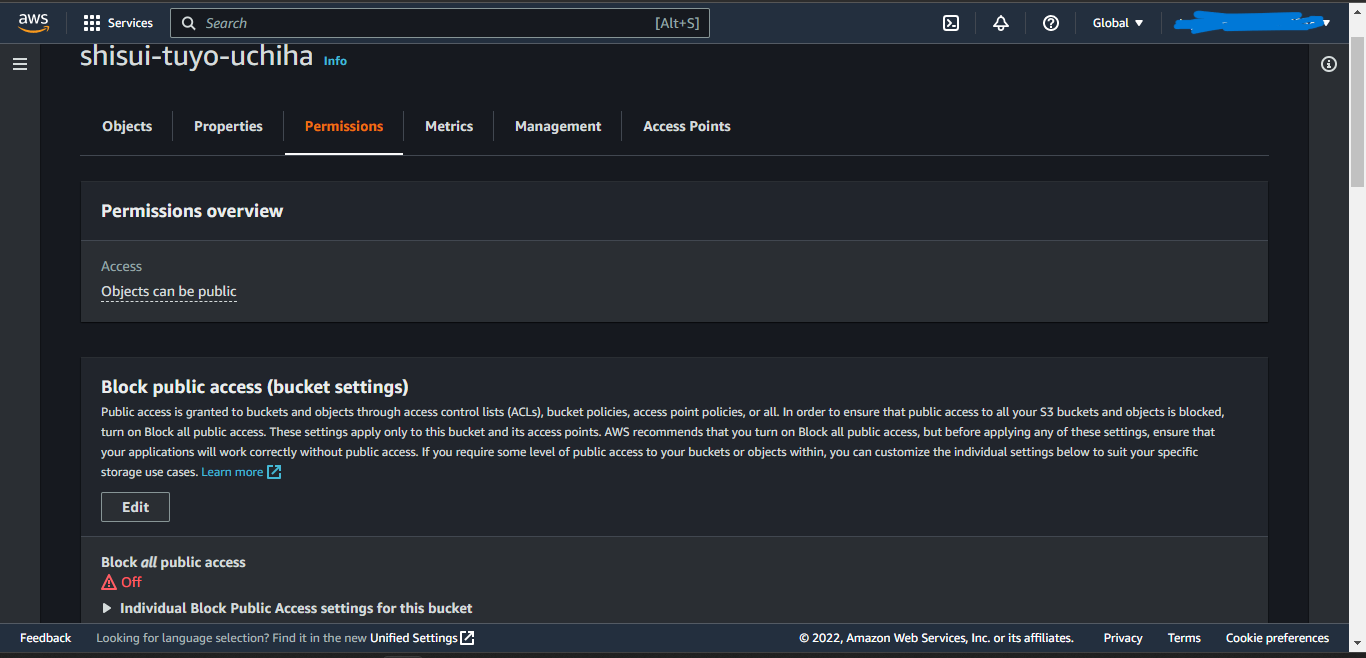 aws
Services
Search
[Alt+S]
Global
shisui-tuyo-uchiha Info
Objects
Properties
Permissions
Metrics
Management
Access Points
Permissions overview
Access
Objects can be public
Block public access (bucket settings)
Public access is granted to buckets and objects through access control lists (ACLs), bucket policies, access point policies, or all. In order to ensure that public access to all your S3 buckets and objects is blocked,
turn on Block all public access. These settings apply only to this bucket and its access points. AWS recommends that you turn on Block all public access, but before applying any of these settings, ensure that
your applications will work correctly without public access. If you require some level of public access to your buckets or objects within, you can customize the individual settings below to suit your specific
storage use cases. Learn more
Edit
Block all public access
Off
Individual Block Public Access settings for this bucket
Feedback
Looking for language selection? Find it in the new Unified Settings
© 2022, Amazon Web Services, Inc. or its affiliates.
Privacy
Terms
Cookie preferences